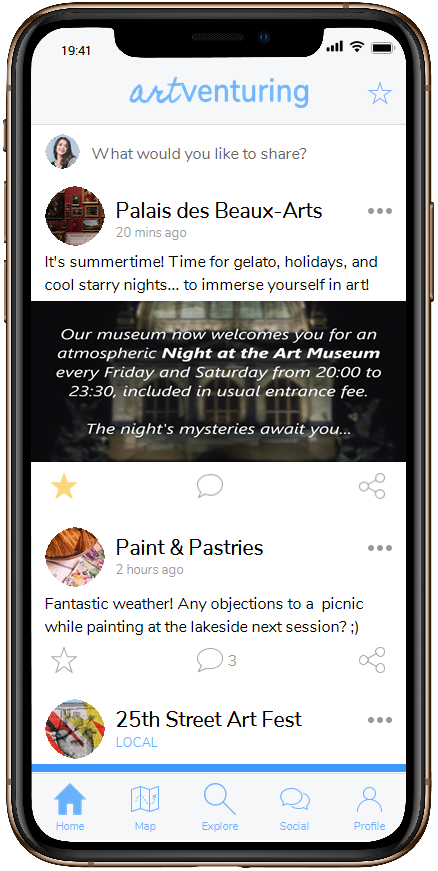 19:41
artventuring
What would you like to share?
Palais des Beaux-Arts
20 mins ago
It's summertime! Time for gelato, holidays, and
cool starry nights... to immerse yourself in art!
Our museum now welcomes you for an
atmospheric Night at the Art Museum
every Friday and Saturday from 20:00 to
23:30, included in usual entrance fee.
The night's mysteries await you...
Paint & Pastries
2 hours ago
Fantastic weather! Any objections to a picnic
while painting at the lakeside next session? ;)
3
25th Street Art Fest
LOCAL
Home Map Explore Social Profile